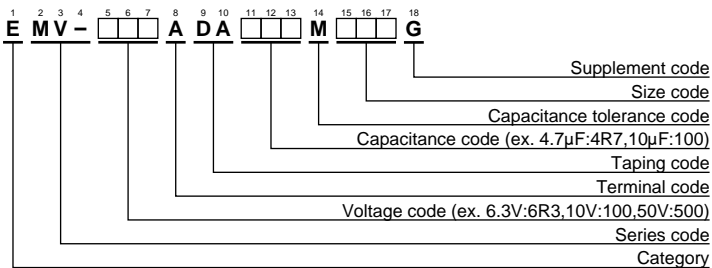 1 2 3 4 5 6 7 8 9 10 11 12 13 14 15 16 17 18
E MV– □□□ A DA □□□ M □□□ G
Supplement code
Size code
Capacitance tolerance code
Capacitance code (ex. 4.7µF:4R7,10µF:100)
Taping code
Terminal code
Voltage code (ex. 6.3V:6R3,10V:100,50V:500)
Series code
Category